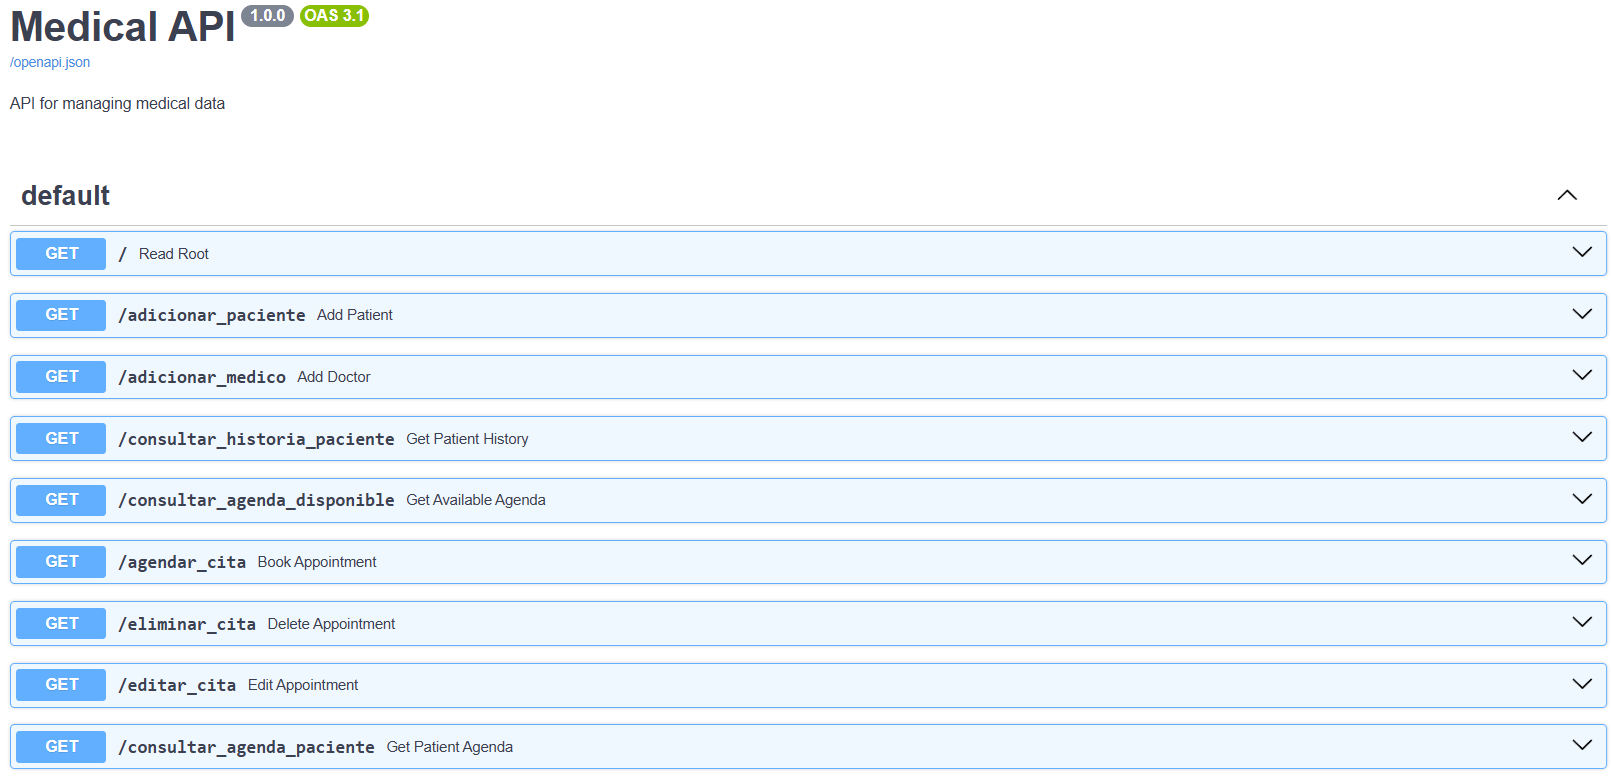 Medical API 1.0.0 OAS 3.1
/openapi.json
API for managing medical data
default
GET / Read Root
GET /adicionar_paciente Add Patient
GET /adicionar_medico Add Doctor
GET /consultar_historia_paciente Get Patient History
GET /consultar_agenda_disponible Get Available Agenda
GET /agendar_cita Book Appointment
GET /eliminar_cita Delete Appointment
GET /editar_cita Edit Appointment
GET /consultar_agenda_paciente Get Patient Agenda